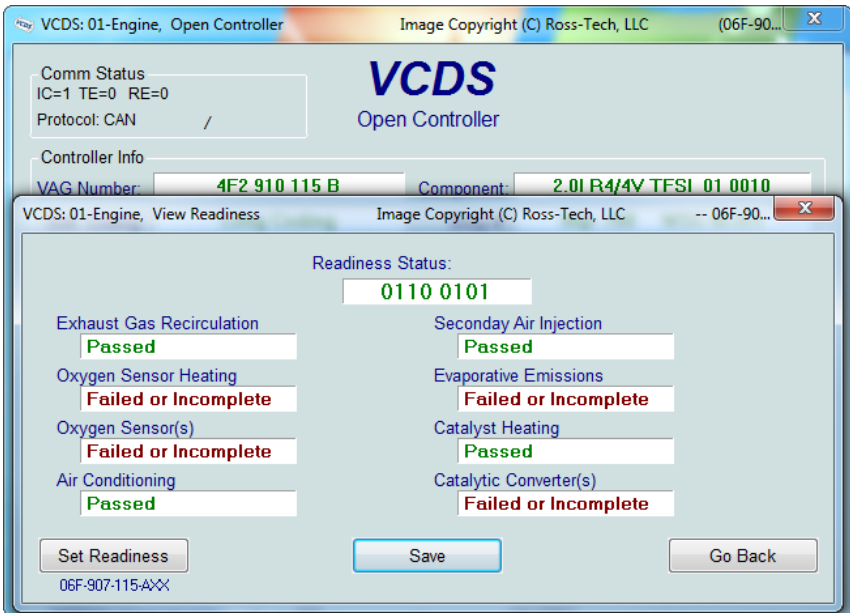 VCDS: 01-Engine, Open Controller Image Copyright (C) Ross-Tech, LLC (06F-90...
Comm Status
IC=1 TE=0 RE=0
Protocol: CAN /
VCDS
Open Controller
Controller Info
VAG Number: 4F2 910 115 B Component: 2.0l R4/4V TFSI 01 0010
VCDS: 01-Engine, View Readiness Image Copyright (C) Ross-Tech, LLC -- 06F-90...
Readiness Status:
0110 0101
Exhaust Gas Recirculation
Passed
Seconday Air Injection
Passed
Oxygen Sensor Heating
Failed or Incomplete
Evaporative Emissions
Failed or Incomplete
Oxygen Sensor(s)
Failed or Incomplete
Catalyst Heating
Passed
Air Conditioning
Passed
Catalytic Converter(s)
Failed or Incomplete
Set Readiness Save Go Back
06F-907-115-AXX